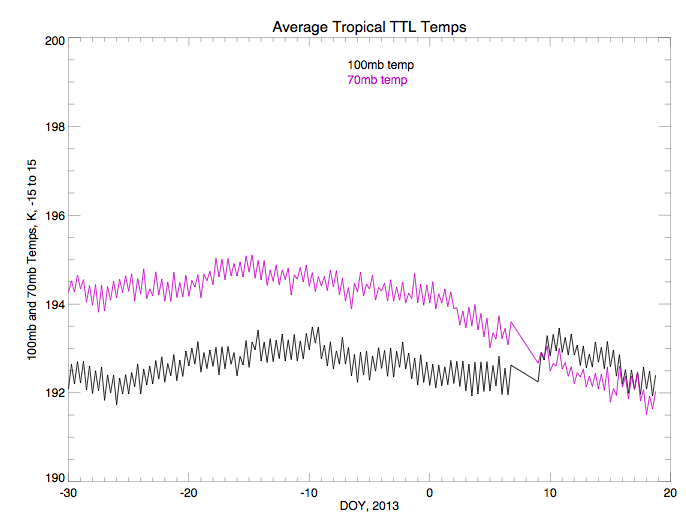 Average Tropical TTL Temps
200
100mb temp
70mb temp
198
196
194
192
190
100mb and 70mb Temps, K, -15 to 15
-30
-20
-10
0
10
20
DOY, 2013